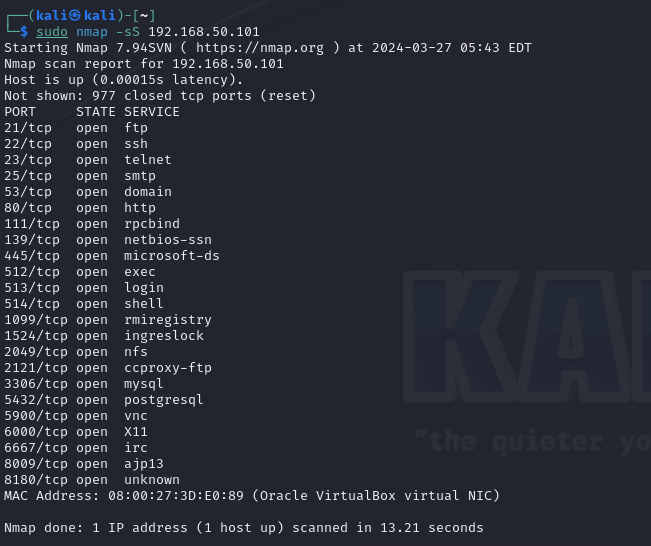 ┌──(kali㉿kali)-[~]
└─$ sudo nmap -sS 192.168.50.101
Starting Nmap 7.94SVN ( https://nmap.org ) at 2024-03-27 05:43 EDT
Nmap scan report for 192.168.50.101
Host is up (0.00015s latency).
Not shown: 977 closed tcp ports (reset)
PORT     STATE SERVICE
21/tcp   open  ftp
22/tcp   open  ssh
23/tcp   open  telnet
25/tcp   open  smtp
53/tcp   open  domain
80/tcp   open  http
111/tcp  open  rpcbind
139/tcp  open  netbios-ssn
445/tcp  open  microsoft-ds
512/tcp  open  exec
513/tcp  open  login
514/tcp  open  shell
1099/tcp open  rmiregistry
1524/tcp open  ingreslock
2049/tcp open  nfs
2121/tcp open  ccproxy-ftp
3306/tcp open  mysql
5432/tcp open  postgresql
5900/tcp open  vnc
6000/tcp open  X11
6667/tcp open  irc
8009/tcp open  ajp13
8180/tcp open  unknown
MAC Address: 08:00:27:3D:E0:89 (Oracle VirtualBox virtual NIC)
Nmap done: 1 IP address (1 host up) scanned in 13.21 seconds
KA
"the quieter yo